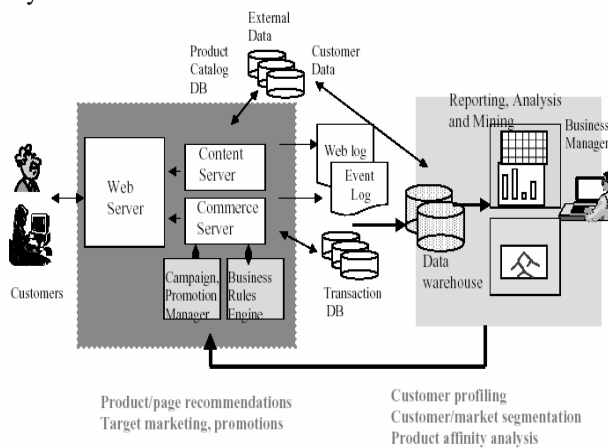 External
Data
Product
Catalog
DB
Customer
Data
Reporting, Analysis
and Mining
Business
Manager
Web log
Event
Log
Content
Server
Web
Server
Commerce
Server
Data
warehouse
Customers
Campaign,
Promotion
Manager
Business
Rules
Engine
Transaction
DB
Product/page recommendations
Target marketing, promotions
Customer profiling
Customer/market segmentation
Product affinity analysis